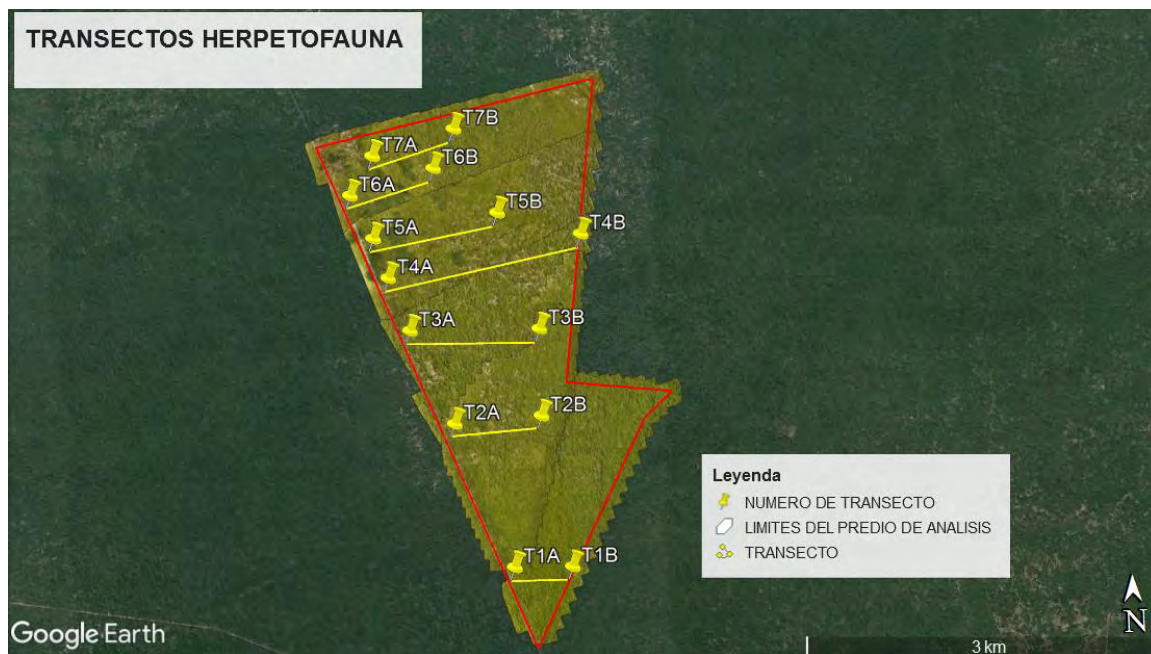 TRANSECTOS HERPETOFAUNA
T7B
T7A
T6B
T6A
T5B
T5A
T4B
T4A
T3A
T3B
T2A
T2B
T1A
T1B
Leyenda
NUMERO DE TRANSECTO
LIMITES DEL PREDIO DE ANALISIS
TRANSECTO
N
Google Earth
3 km